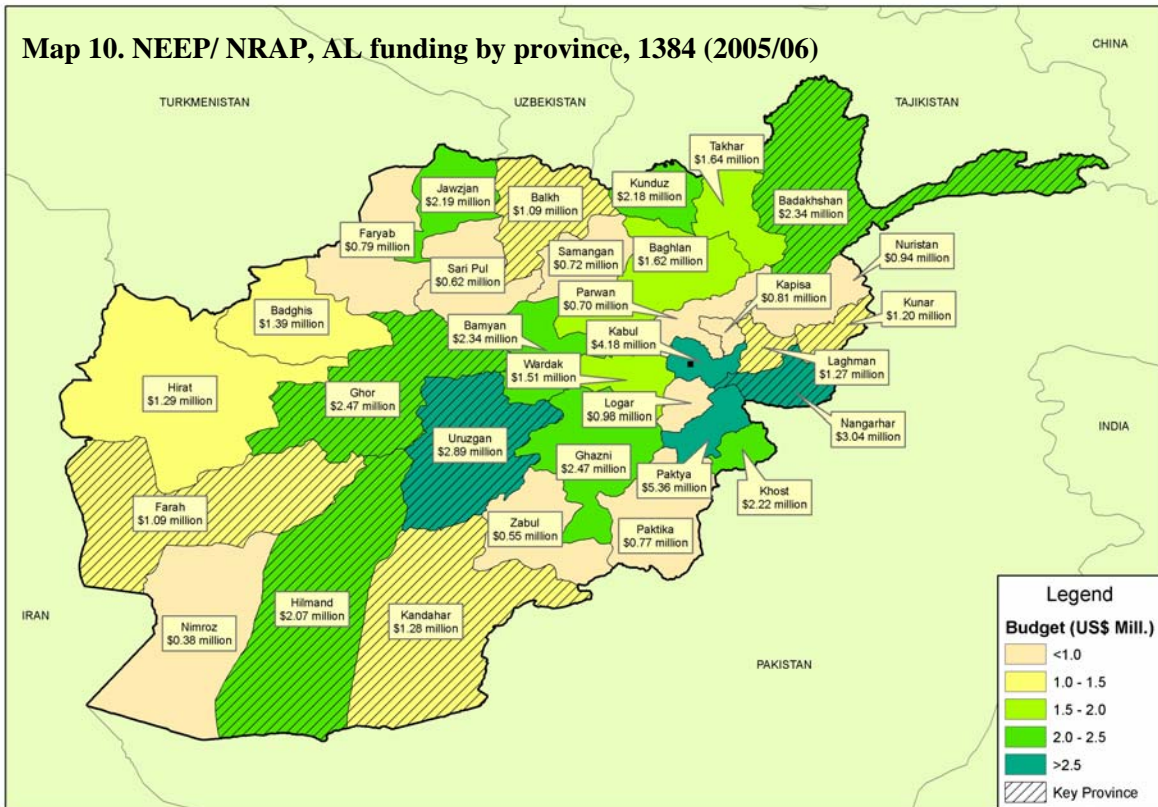 Map 10. NEEP/ NRAP, AL funding by province, 1384 (2005/06)
CHINA
TURKMENISTAN
UZBEKISTAN
TAJIKISTAN
Takhar
$1.64 million
Jawzjan
$2.19 million
Kunduz
$2.18 million
Balkh
$1.09 million
Badakhshan
$2.34 million
Faryab
$0.79 million
Samangan
$0.72 million
Baghlan
$1.62 million
Nuristan
$0.94 million
Sari Pul
$0.62 million
Kapisa
$0.81 million
Parwan
$0.70 million
Kunar
$1.20 million
Badghis
$1.39 million
Bamyan
$2.34 million
Kabul
$4.18 million
Laghman
$1.27 million
Wardak
$1.51 million
Hirat
$1.29 million
Ghor
$2.47 million
Logar
$0.98 million
Nangarhar
$3.04 million
INDIA
Uruzgan
$2.89 million
Ghazni
$2.47 million
Paktya
$5.36 million
Khost
$2.22 million
Farah
$1.09 million
Zabul
$0.55 million
Paktika
$0.77 million
IRAN
Nimroz
$0.38 million
Hilmand
$2.07 million
Kandahar
$1.28 million
PAKISTAN
Legend
Budget (US$ Mill.)
<1.0
1.0 - 1.5
1.5 - 2.0
2.0 - 2.5
>2.5
Key Province